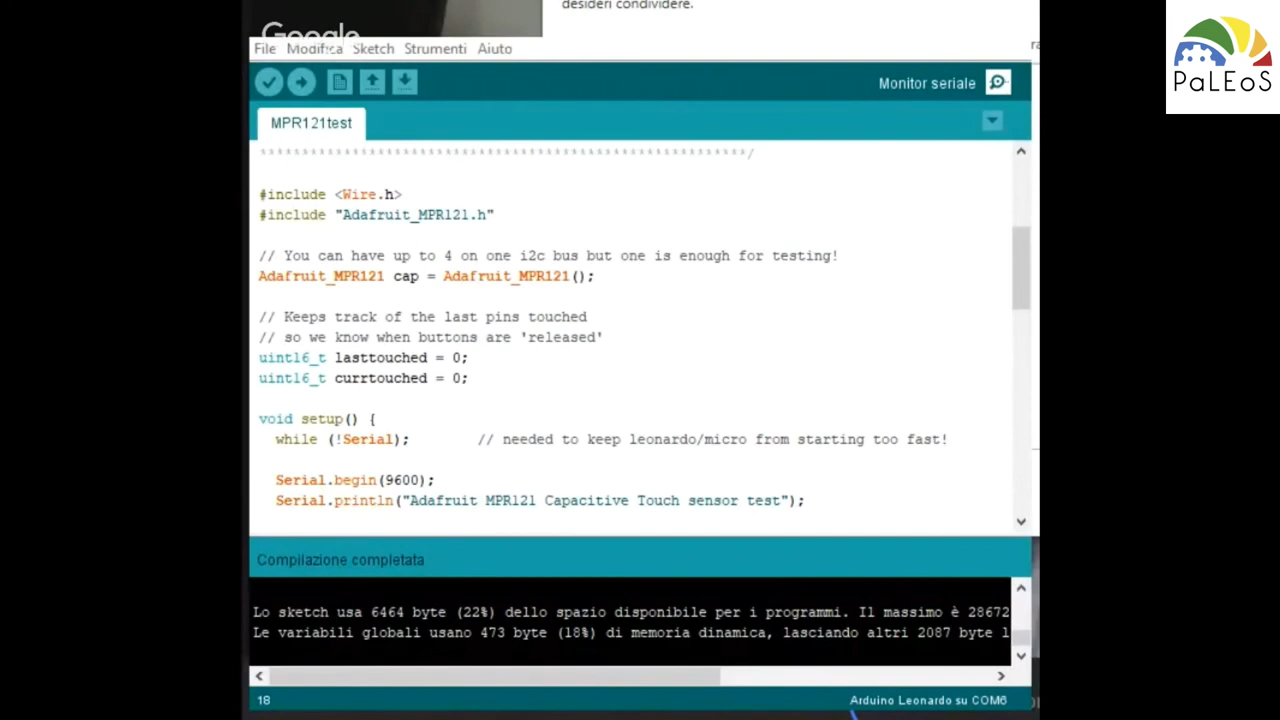 desideri condividere.
Google
File Modifica Sketch Strumenti Aiuto
Monitor seriale
PaLEoS
MPR121test
******************************************************/
#include <Wire.h>
#include "Adafruit_MPR121.h"
// You can have up to 4 on one i2c bus but one is enough for testing!
Adafruit_MPR121 cap = Adafruit_MPR121();
// Keeps track of the last pins touched
// so we know when buttons are 'released'
uint16_t lasttouched = 0;
uint16_t currtouched = 0;
void setup() {
while (!Serial); // needed to keep leonardo/micro from starting too fast!
Serial.begin(9600);
Serial.println("Adafruit MPR121 Capacitive Touch sensor test");
Compilazione completata
Lo sketch usa 6464 byte (22%) dello spazio disponibile per i programmi. Il massimo è 28672
Le variabili globali usano 473 byte (18%) di memoria dinamica, lasciando altri 2087 byte l
18
Arduino Leonardo su COM6